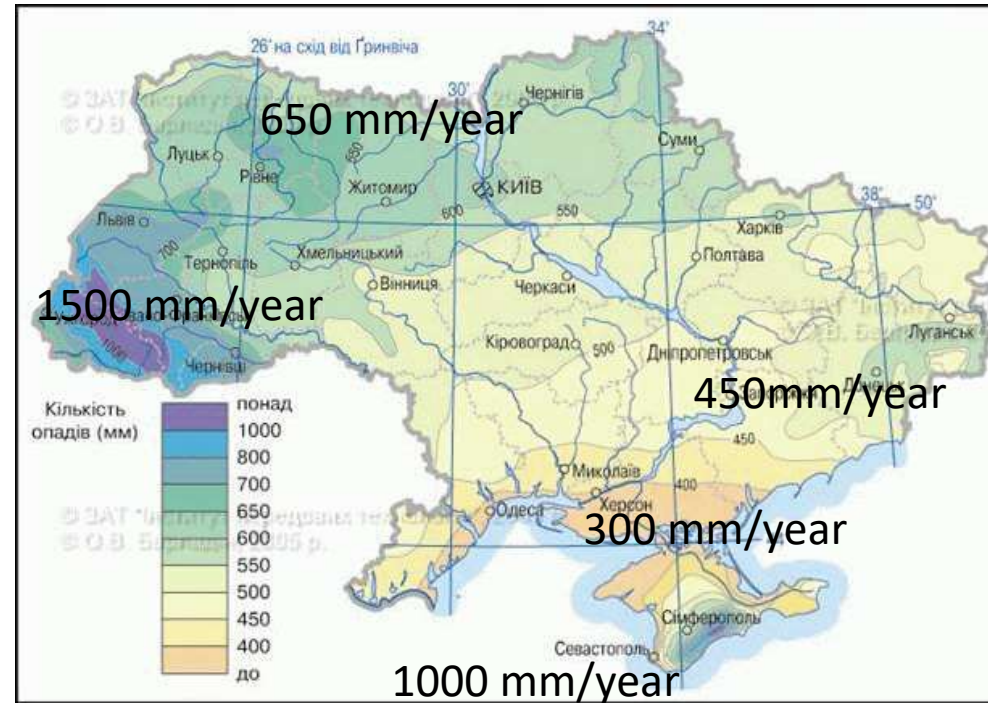 26° на схід від Ґринвіча
34°
30°
Чернігів
650 mm/year
Суми
Луцьк
Рівне
650
Житомир
КИЇВ
38°
50°
Львів
600
550
Харків
700
Тернопіль
Хмельницький
Полтава
Вінниця
Черкаси
1500 mm/year
Луганськ
1000
Чернівці
Кіровоград
500
Дніпропетровськ
450mm/year
Кількість
опадів (мм)
понад
1000
800
700
650
600
550
500
450
400
до
450
Миколаїв
400
Херсон
Одеса
300 mm/year
Сімферополь
Севастополь
1000 mm/year